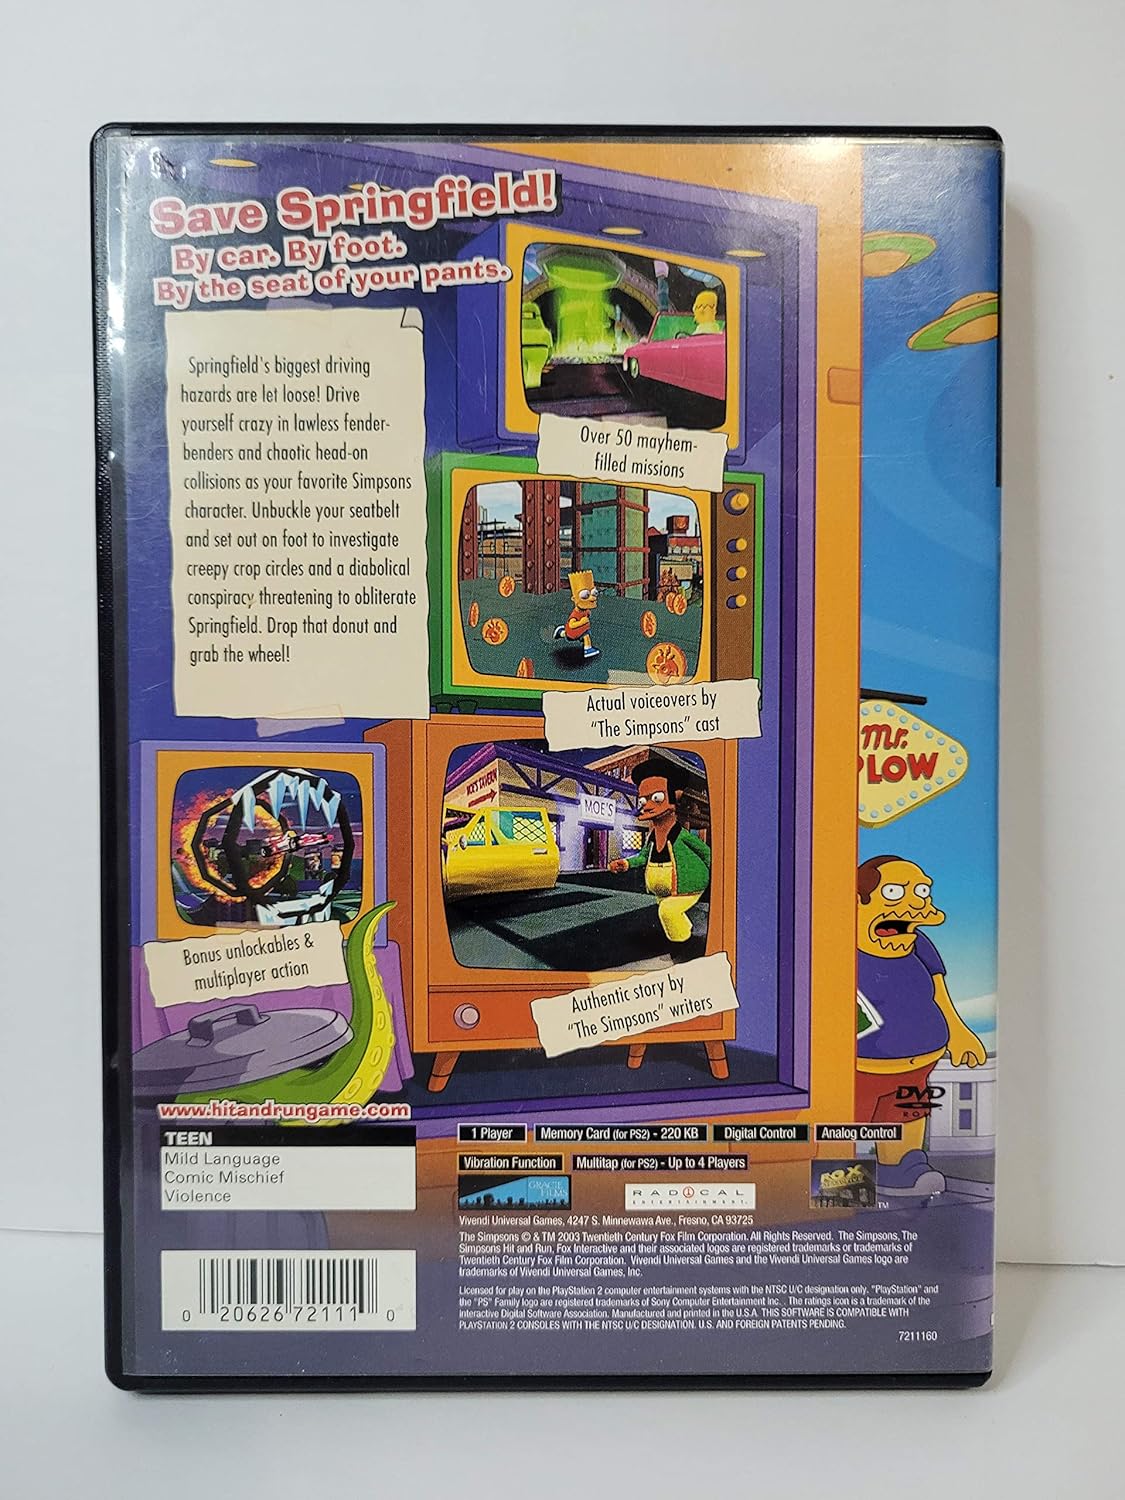 Save Springfield!
By car. By foot.
By the seat of your pants.
Springfield's biggest driving
hazards are let loose! Drive
yourself crazy in lawless fender-
benders and chaotic head-on
collisions as your favorite Simpsons
character. Unbuckle your seatbelt
and set out on foot to investigate
creepy crop circles and a diabolical
conspiracy threatening to obliterate
Springfield. Drop that donut and
grab the wheel!
Over 50 mayhem-
filled missions
Actual voiceovers by
"The Simpsons" cast
MOE'S TAVERN
MOE'S
Authentic story by
"The Simpsons" writers
Bonus unlockables &
multiplayer action
Mr.
PLOW
DVD
ROM
www.hitandrungame.com
TEEN
Mild Language
Comic Mischief
Violence
1 Player
Memory Card (for PS2) - 220 KB
Digital Control
Analog Control
Vibration Function
Multitap (for PS2) - Up to 4 Players
GRACIE
FILMS
RADICAL
ENTERTAINMENT
FOX
TM
Vivendi Universal Games, 4247 S. Minnewawa Ave., Fresno, CA 93725
The Simpsons © & TM 2003 Twentieth Century Fox Film Corporation. All Rights Reserved. The Simpsons, The
Simpsons Hit and Run, Fox Interactive and their associated logos are registered trademarks or trademarks of
Twentieth Century Fox Film Corporation. Vivendi Universal Games and the Vivendi Universal Games logo are
trademarks of Vivendi Universal Games, Inc.
Licensed for play on the PlayStation 2 computer entertainment systems with the NTSC U/C designation only. "PlayStation" and
the "PS" Family logo are registered trademarks of Sony Computer Entertainment Inc. The ratings icon is a trademark of the
Interactive Digital Software Association. Manufactured and printed in the U.S.A. THIS SOFTWARE IS COMPATIBLE WITH
PLAYSTATION 2 CONSOLES WITH THE NTSC U/C DESIGNATION. U.S. AND FOREIGN PATENTS PENDING.
7211160
0 20626 72111 0